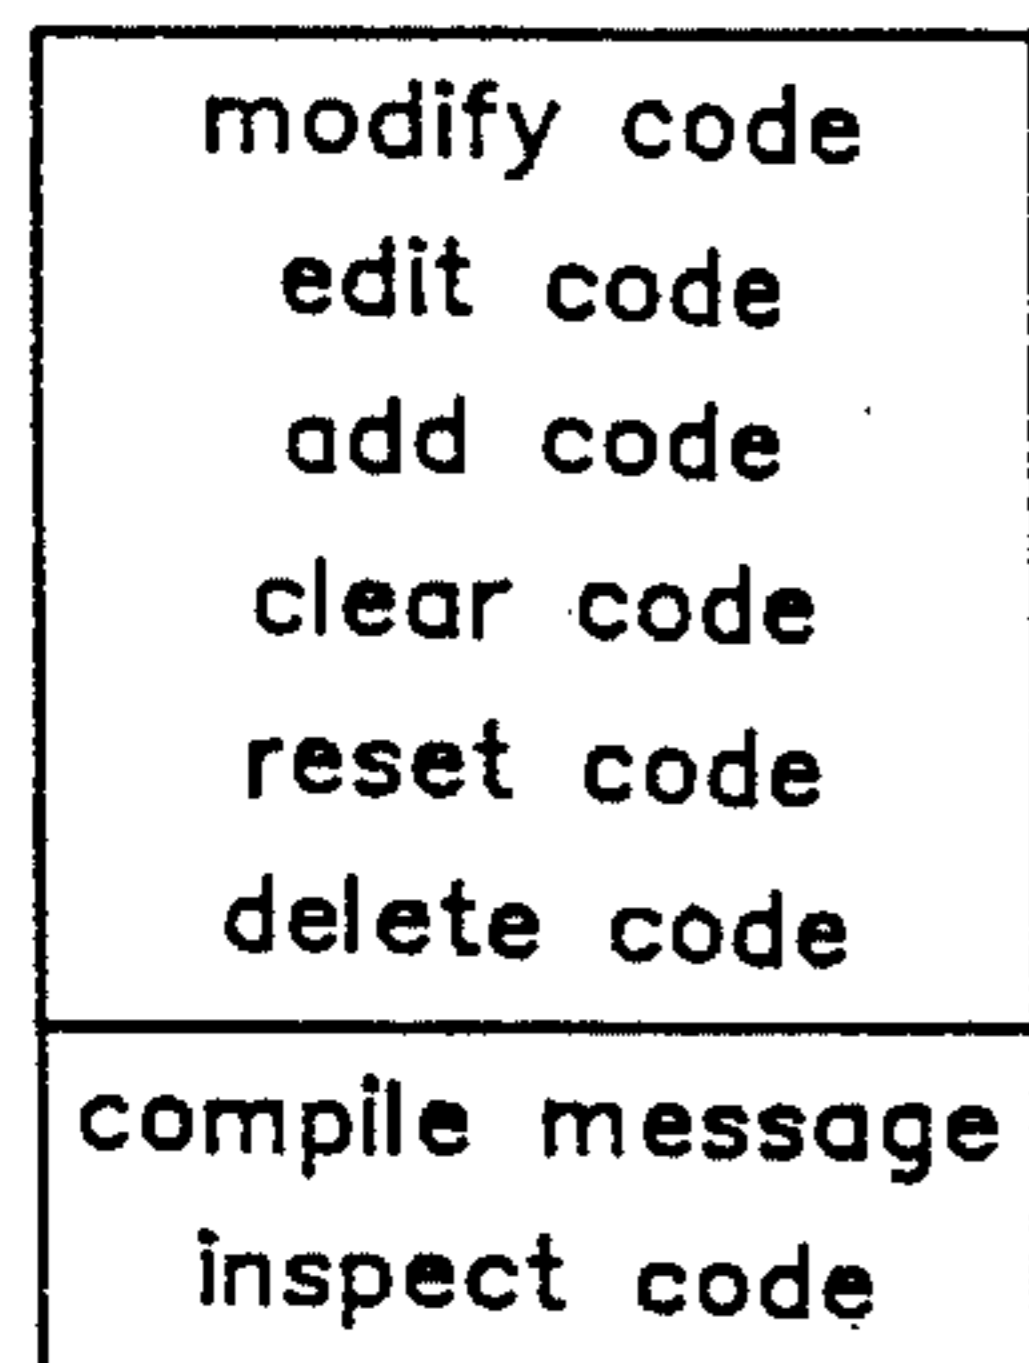 modify code
edit code
add code
clear code
reset code
delete code
compile message
inspect code